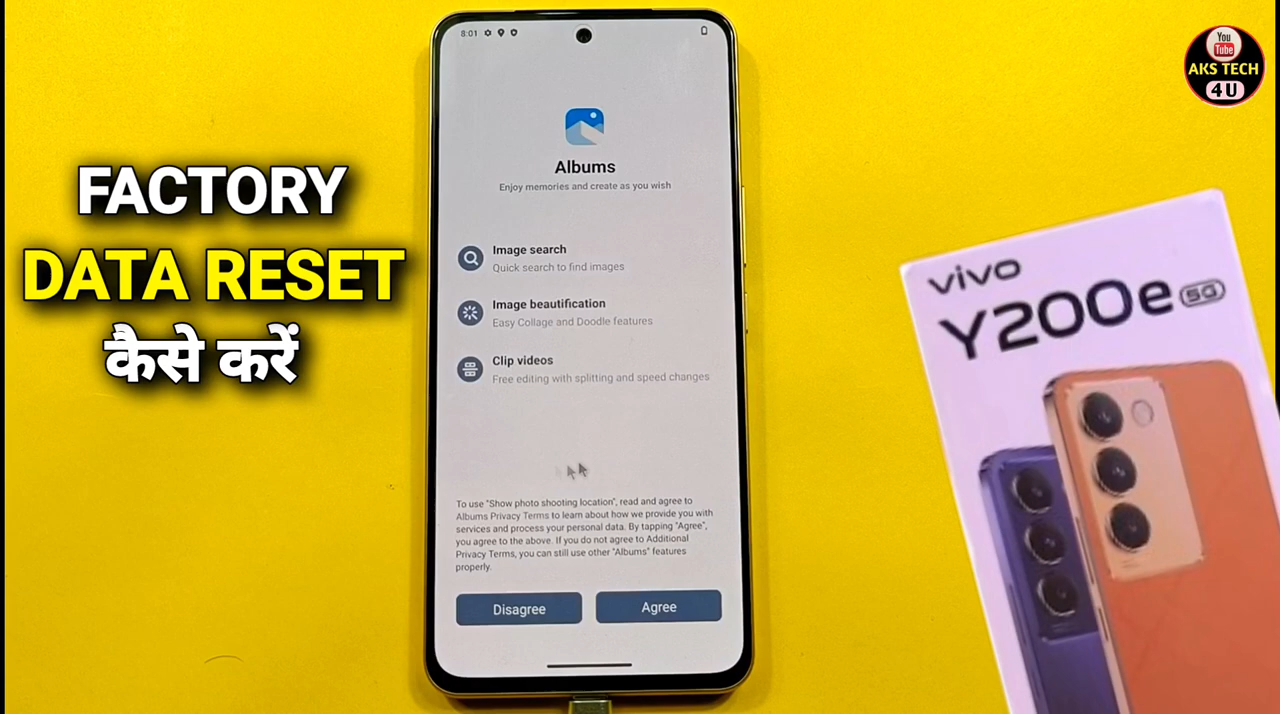 FACTORY
DATA RESET
कैसे करें
8:01
Albums
Enjoy memories and create as you wish
Image search
Quick search to find images
Image beautification
Easy Collage and Doodle features
Clip videos
Free editing with splitting and speed changes
To use "Show photo shooting location", read and agree to
Albums Privacy Terms to learn about how we provide you with
services and process your personal data. By tapping "Agree",
you agree to the above. If you do not agree to Additional
Privacy Terms, you can still use other "Albums" features
properly.
Disagree
Agree
You
Tube
AKS TECH
4 U
vivo
Y200e 5G